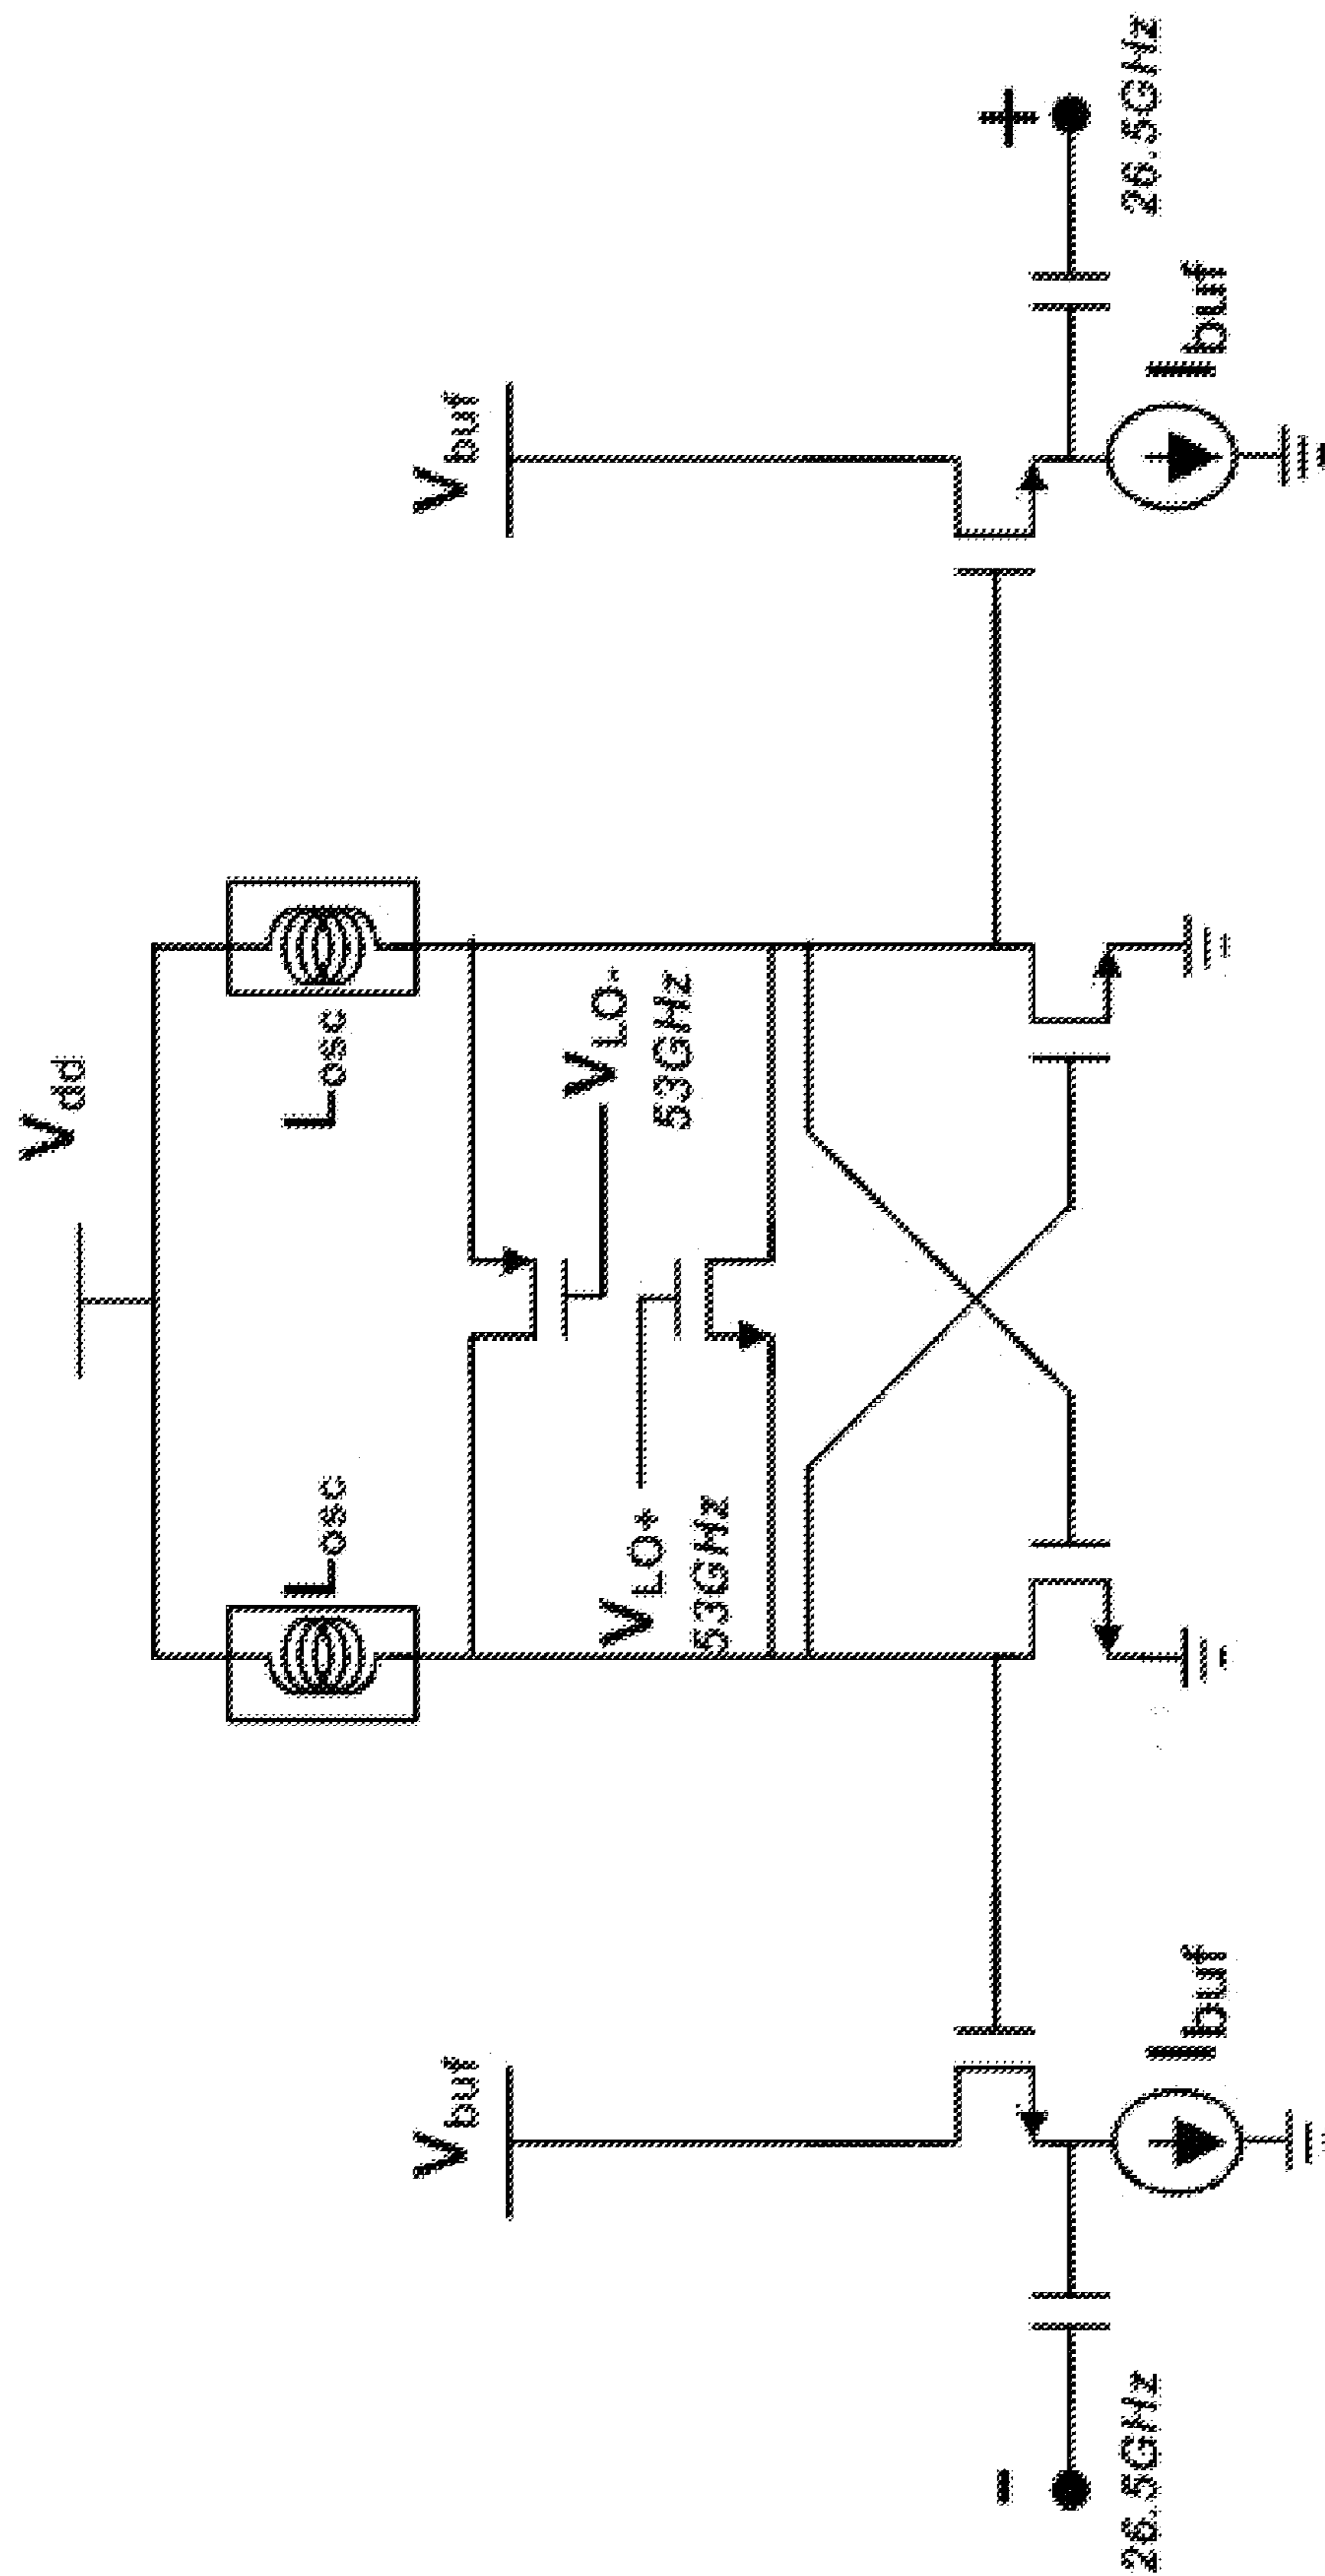 V_dd
L_osc
L_osc
V_LO-
53GHz
V_LO+
53GHz
V_buf
V_buf
+
26.5GHz
I_buf
-
26.5GHz
I_buf